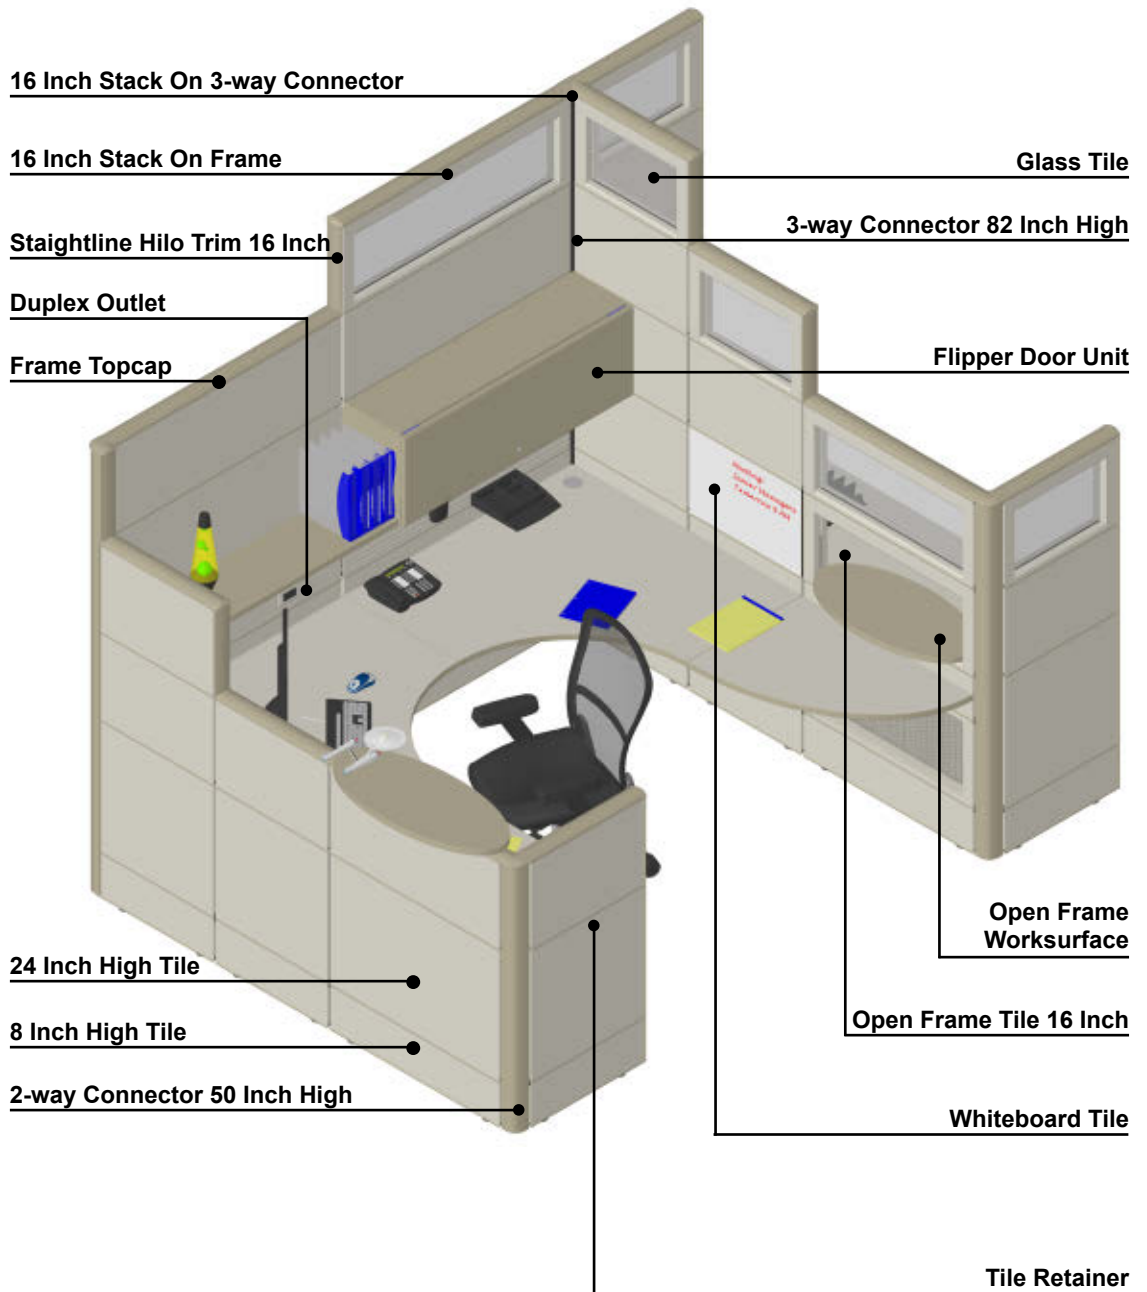 16 Inch Stack On 3-way Connector
16 Inch Stack On Frame
Staightline Hilo Trim 16 Inch
Duplex Outlet
Frame Topcap
Glass Tile
3-way Connector 82 Inch High
Flipper Door Unit
24 Inch High Tile
8 Inch High Tile
2-way Connector 50 Inch High
Open Frame
Worksurface
Open Frame Tile 16 Inch
Whiteboard Tile
Tile Retainer